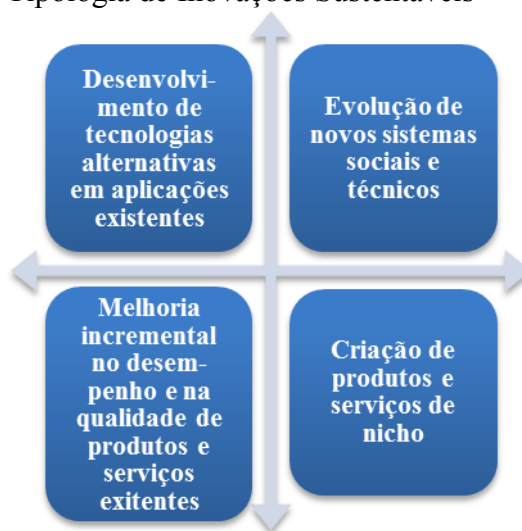 Tipologia de Inovações Sustentáveis
Desenvolvi-
mento de
tecnologias
alternativas
em aplicações
existentes
Evolução de
novos sistemas
sociais e
técnicos
Melhoria
incremental
no desem-
penho e na
qualidade de
produtos e
serviços
exitentes
Criação de
produtos e
serviços de
nicho